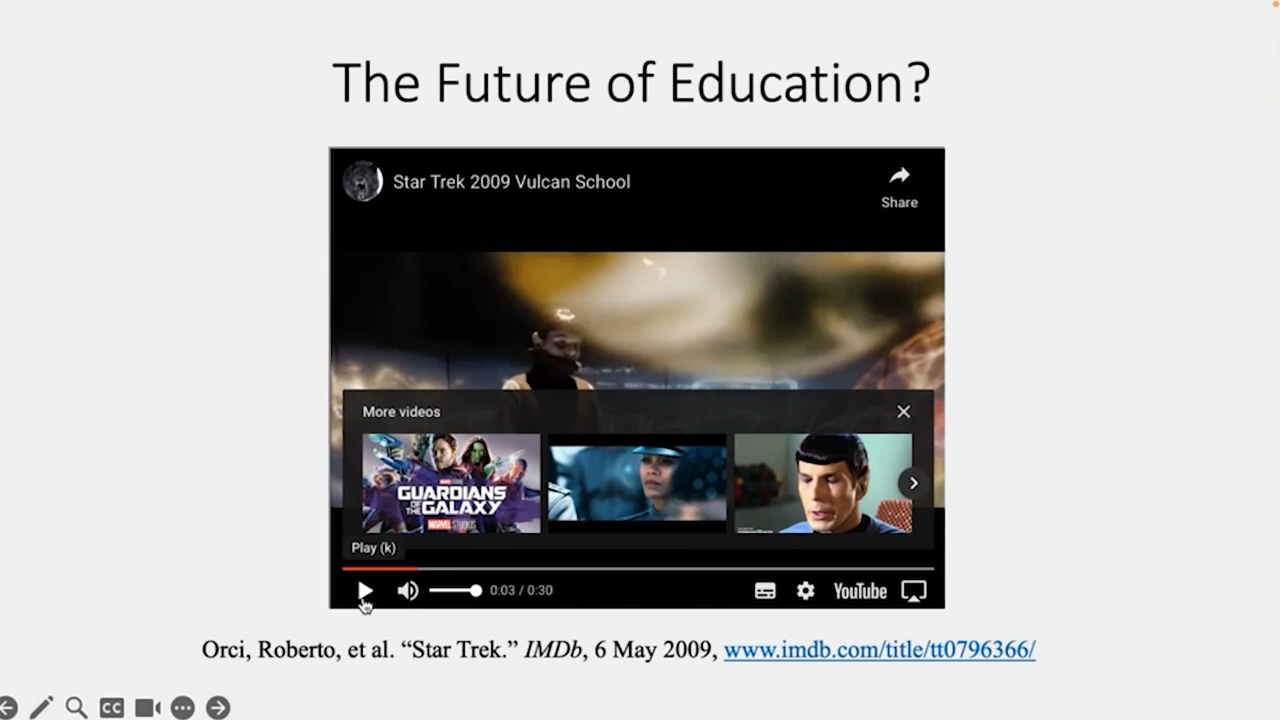 The Future of Education?
Star Trek 2009 Vulcan School
Share
More videos
MARVEL
GUARDIANS
OF THE GALAXY
MARVEL STUDIOS
Play (k)
0:03 / 0:30
YouTube
Orci, Roberto, et al. “Star Trek.” IMDb, 6 May 2009, www.imdb.com/title/tt0796366/
CC